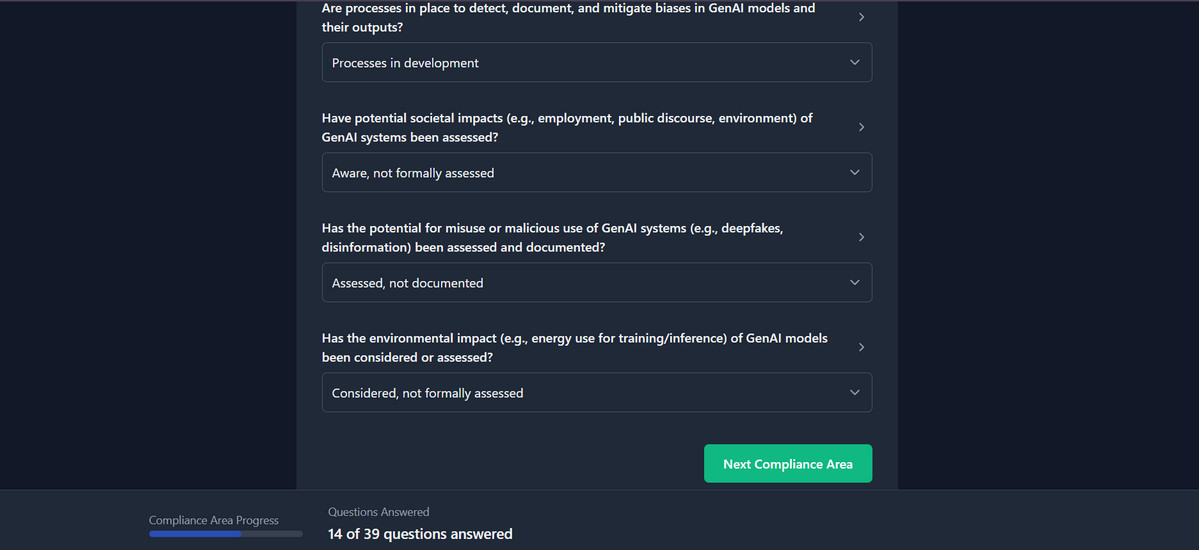 Are processes in place to detect, document, and mitigate biases in GenAI models and
their outputs?
Processes in development
Have potential societal impacts (e.g., employment, public discourse, environment) of
GenAI systems been assessed?
Aware, not formally assessed
Has the potential for misuse or malicious use of GenAI systems (e.g., deepfakes,
disinformation) been assessed and documented?
Assessed, not documented
Has the environmental impact (e.g., energy use for training/inference) of GenAI models
been considered or assessed?
Considered, not formally assessed
Next Compliance Area
Compliance Area Progress
Questions Answered
14 of 39 questions answered